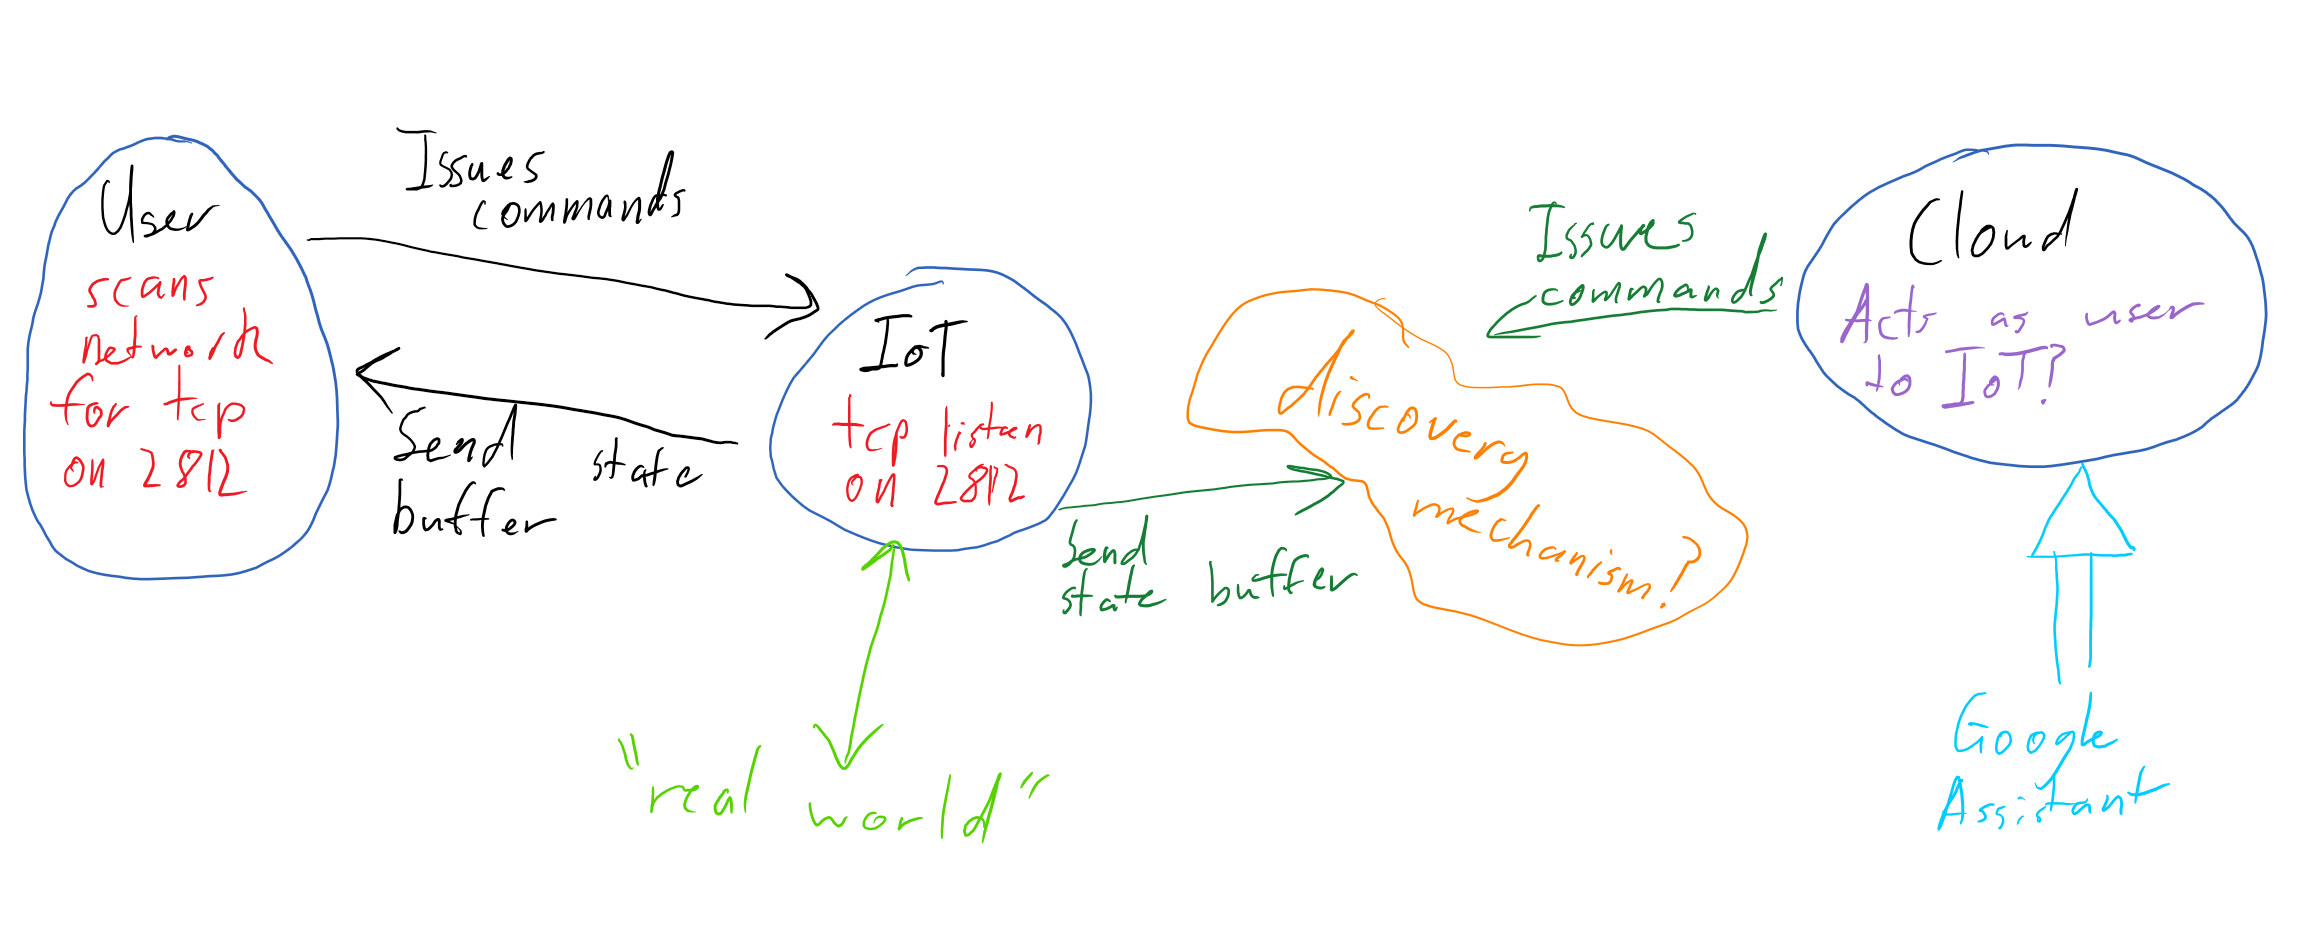 User
scans
network
for tcp
on 2812
Issues
commands
Send state
buffer
IoT
tcp listen
on 2812
"real world"
Send
state buffer
discovery
mechanism?
Issues
commands
Cloud
Acts as user
to IoT?
Google
Assistant